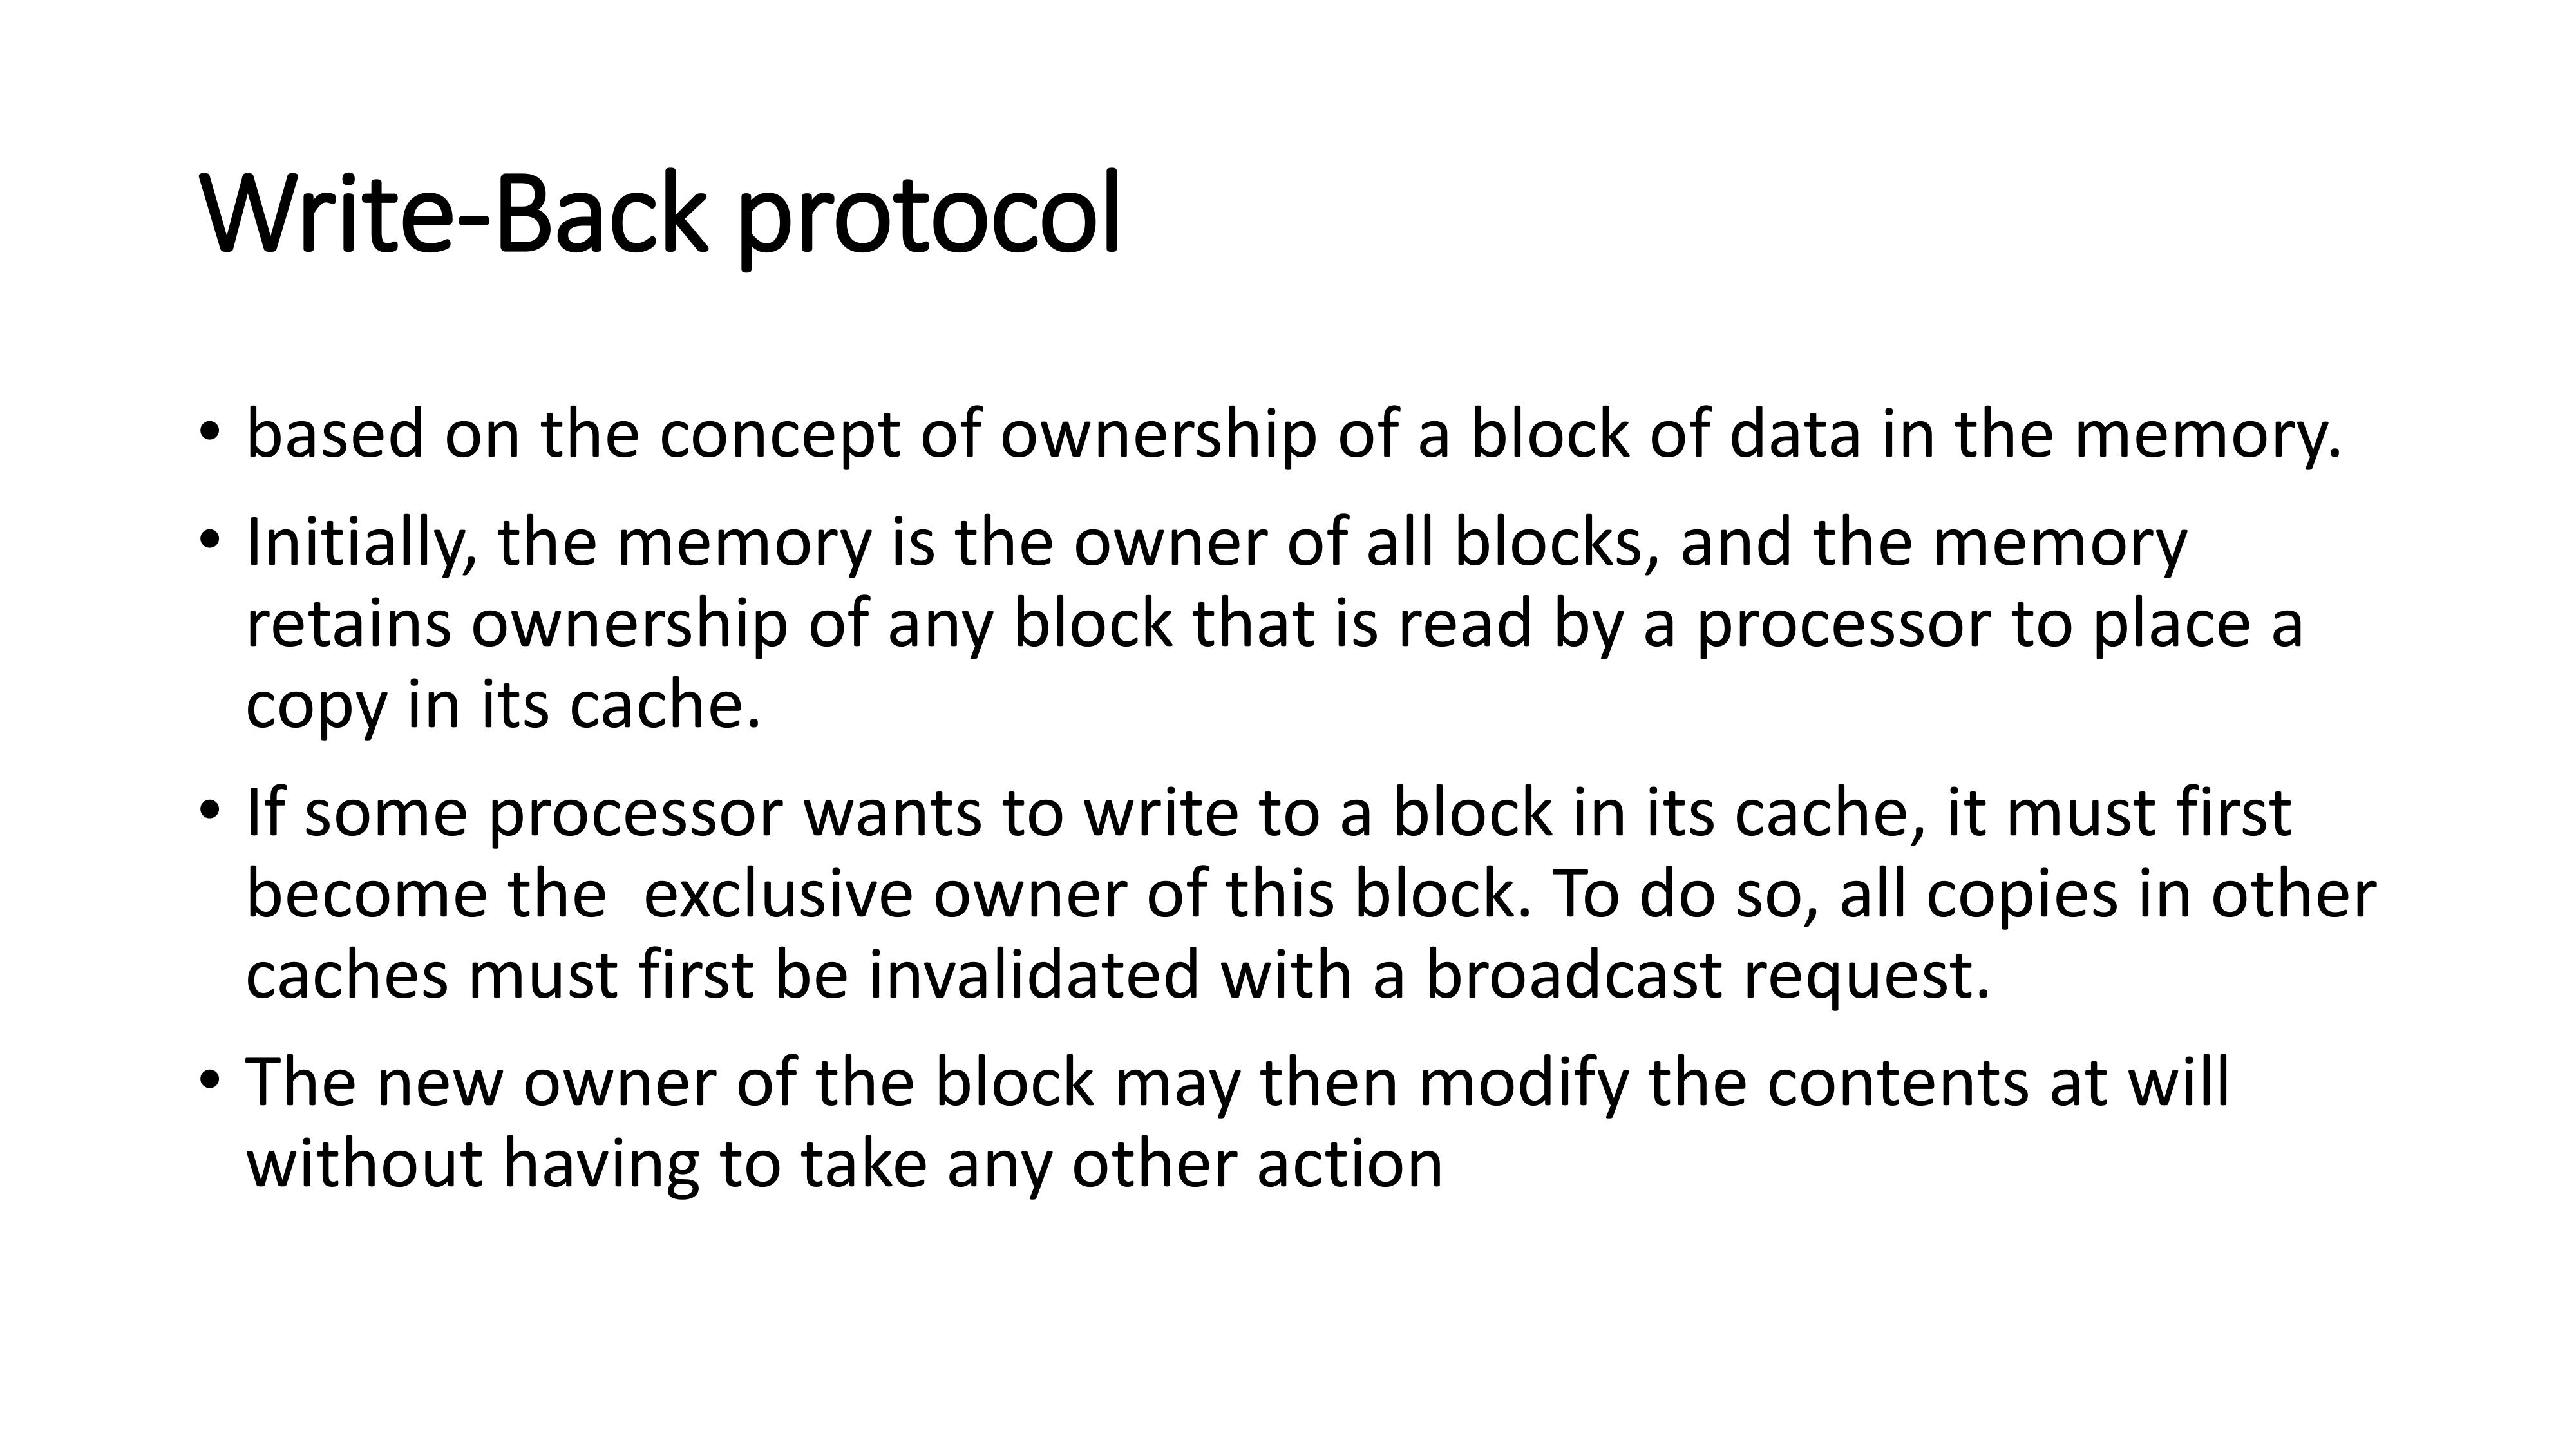 Write-Back protocol
• based on the concept of ownership of a block of data in the memory.
• Initially, the memory is the owner of all blocks, and the memory
retains ownership of any block that is read by a processor to place a
copy in its cache.
• If some processor wants to write to a block in its cache, it must first
become the  exclusive owner of this block. To do so, all copies in other
caches must first be invalidated with a broadcast request.
• The new owner of the block may then modify the contents at will
without having to take any other action